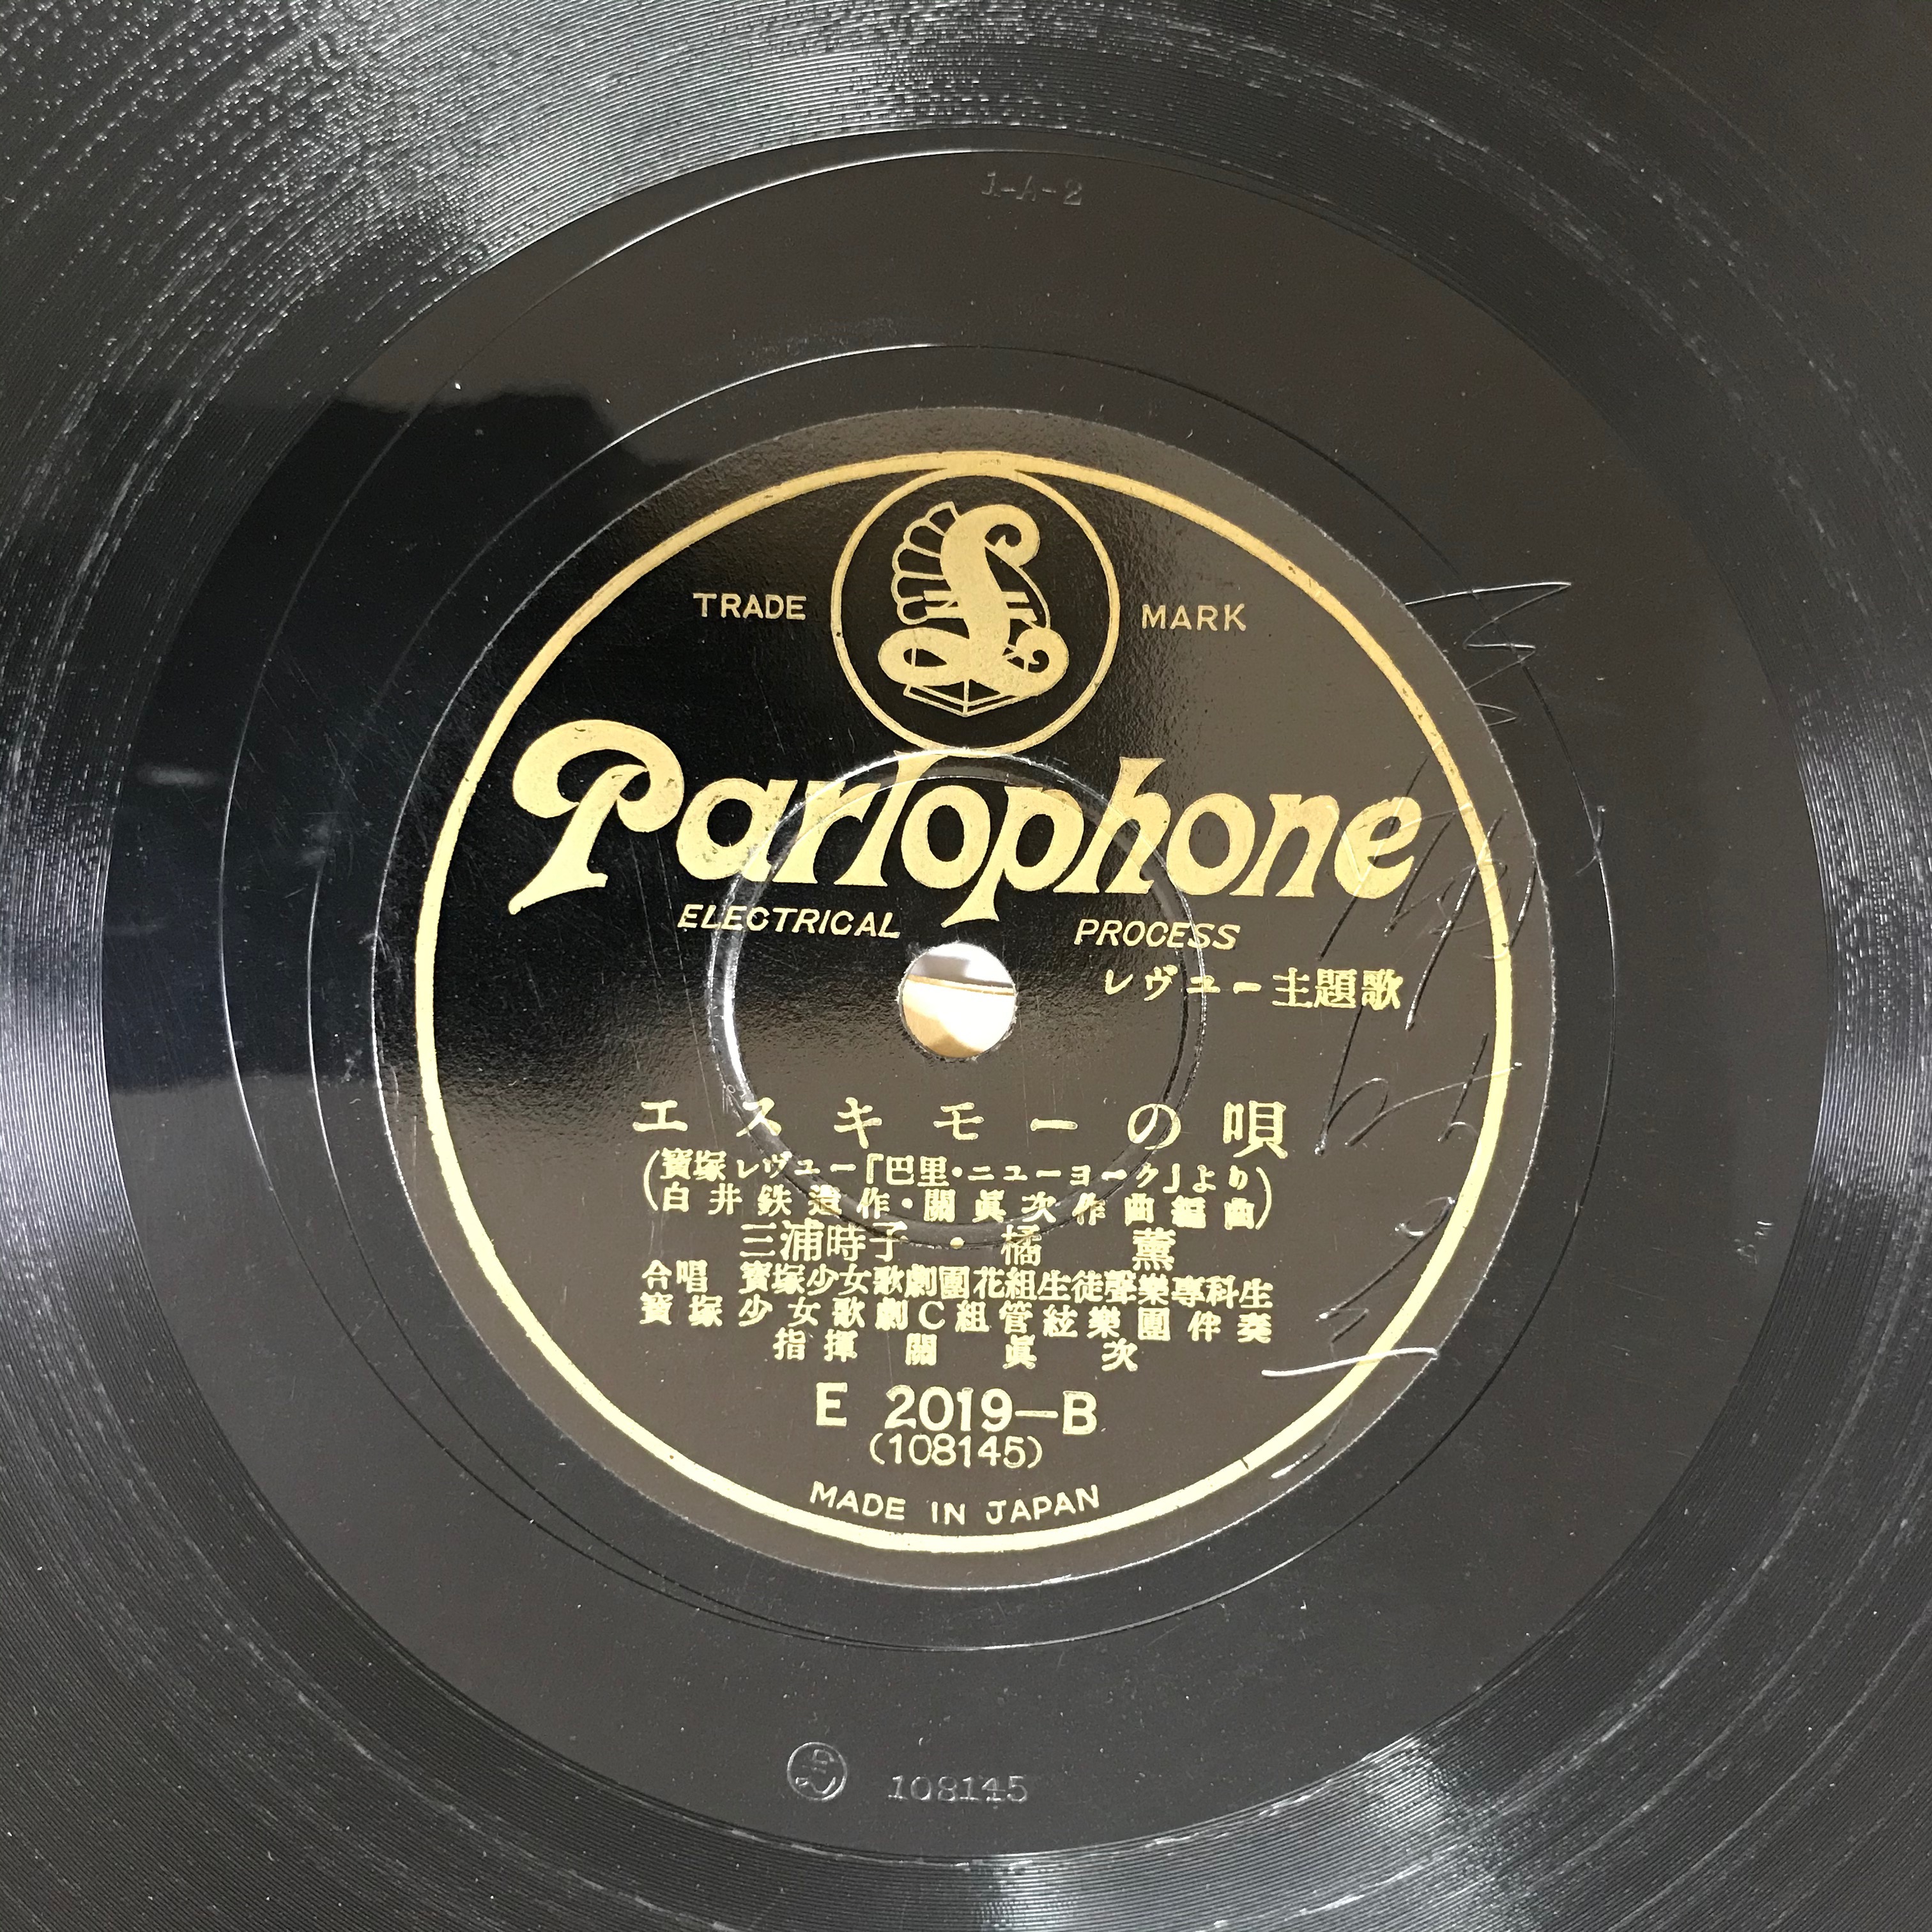 1-A-2
TRADE MARK
Parlophone
ELECTRICAL PROCESS
レヴユー主題歌
エスキモーの唄
(寶塚レヴユー『巴里・ニューヨーク』より
白井鉄造作・關眞次作曲編曲)
三浦時子・橘 薫
合唱 寶塚少女歌劇團花組生徒聲樂專科生
寶塚少女歌劇C組管絃樂團伴奏
指揮 關眞次
E 2019-B
(108145)
MADE IN JAPAN
108145